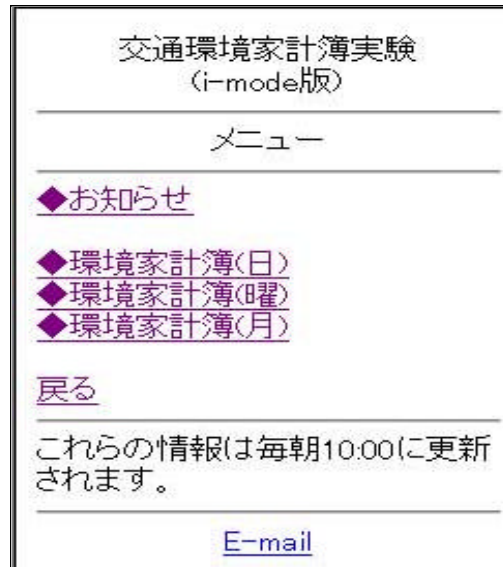 交通環境家計簿実験
(i-mode版)
メニュー
◆お知らせ
◆環境家計簿(日)
◆環境家計簿(曜)
◆環境家計簿(月)
戻る
これらの情報は毎朝10:00に更新
されます。
E-mail